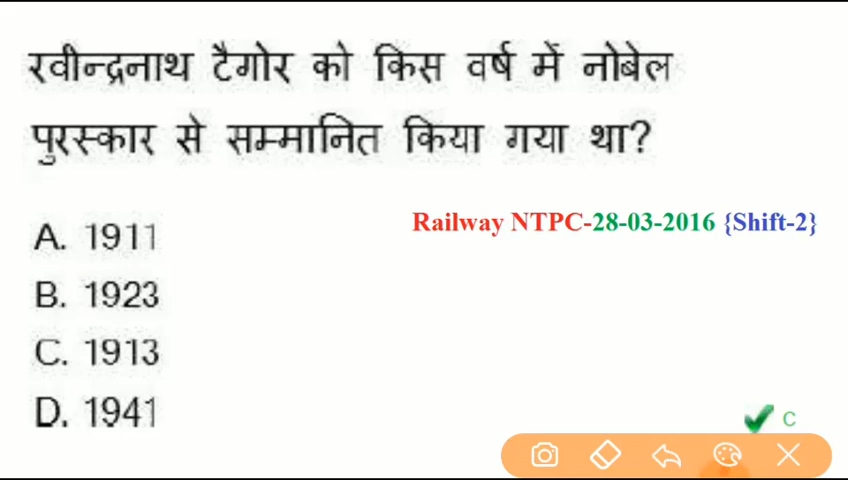 रवीन्द्रनाथ टैगोर को किस वर्ष में नोबेल
पुरस्कार से सम्मानित किया गया था?
Railway NTPC-28-03-2016 {Shift-2}
A. 1911
B. 1923
C. 1913
D. 1941
C